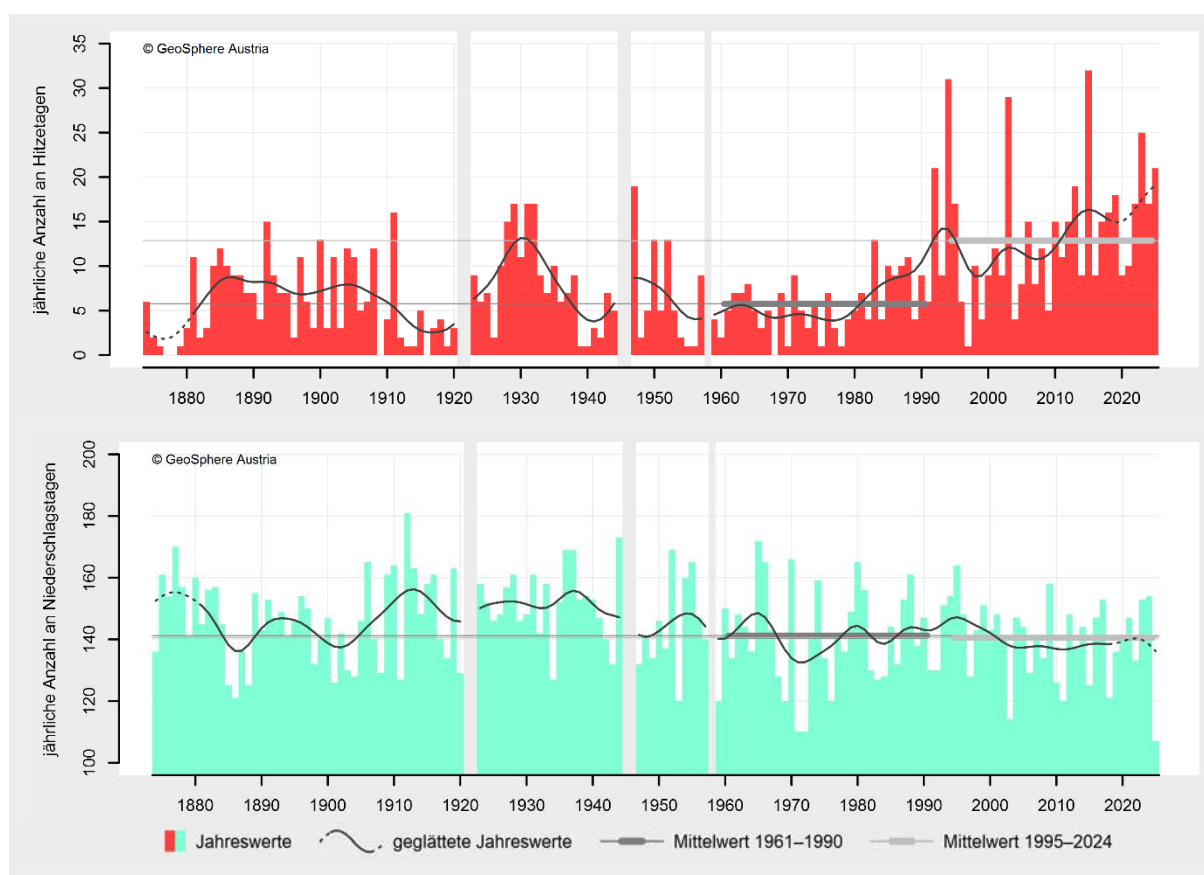 © GeoSphere Austria
jährliche Anzahl an Hitzetagen
35
30
25
20
15
10
5
0
1880 1890 1900 1910 1920 1930 1940 1950 1960 1970 1980 1990 2000 2010 2020
© GeoSphere Austria
jährliche Anzahl an Niederschlagstagen
200
180
160
140
120
100
1880 1890 1900 1910 1920 1930 1940 1950 1960 1970 1980 1990 2000 2010 2020
Jahreswerte geglättete Jahreswerte Mittelwert 1961–1990 Mittelwert 1995–2024